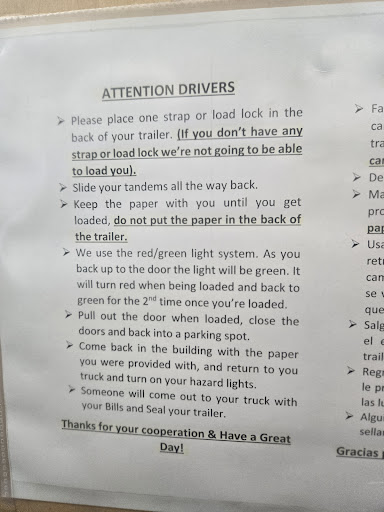 ATTENTION DRIVERS
➤ Please place one strap or load lock in the
back of your trailer. (If you don't have any
strap or load lock we're not going to be able
to load you).
➤ Slide your tandems all the way back.
➤ Keep the paper with you until you get
loaded, do not put the paper in the back of
the trailer.
➤ We use the red/green light system. As you
back up to the door the light will be green. It
will turn red when being loaded and back to
green for the 2nd time once you're loaded.
➤ Pull out the door when loaded, close the
doors and back into a parking spot.
➤ Come back in the building with the paper
you were provided with, and return to you
truck and turn on your hazard lights.
➤ Someone will come out to your truck with
your Bills and Seal your trailer.
Thanks for your cooperation & Have a Great
Day!
➤ Fa
ca
tra
car
➤ De
➤ Ma
pro
pap
➤ Usa
ret
cam
se v
que
➤ Salg
el e
trail
➤ Regr
le pr
las lu
➤ Algui
sella
Gracias